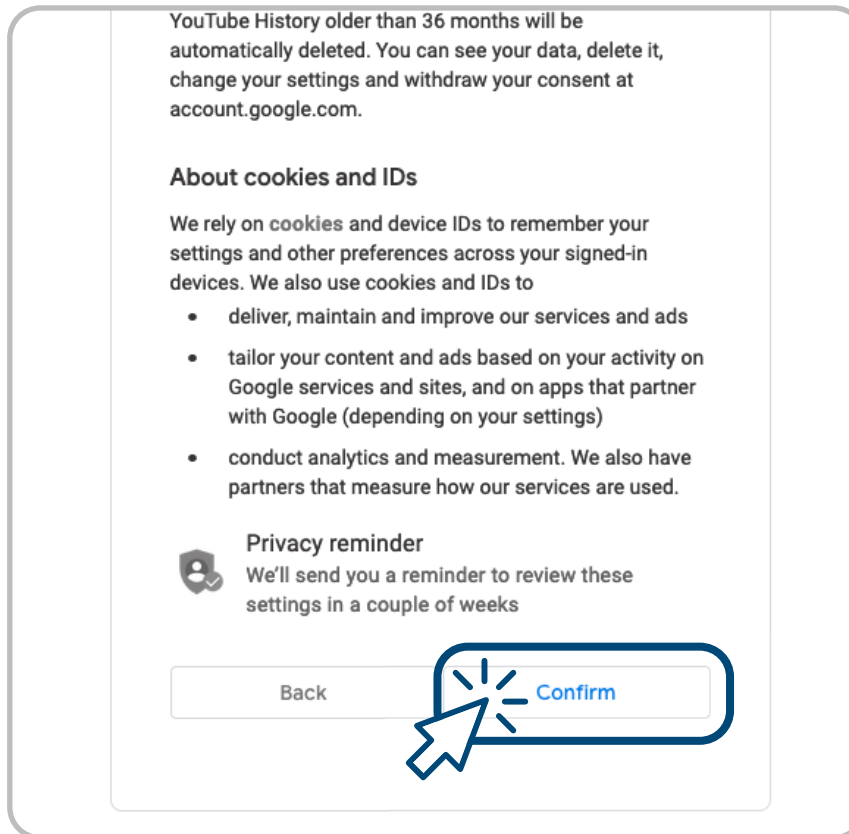 YouTube History older than 36 months will be
automatically deleted. You can see your data, delete it,
change your settings and withdraw your consent at
account.google.com.
About cookies and IDs
We rely on cookies and device IDs to remember your
settings and other preferences across your signed-in
devices. We also use cookies and IDs to
• deliver, maintain and improve our services and ads
• tailor your content and ads based on your activity on
Google services and sites, and on apps that partner
with Google (depending on your settings)
• conduct analytics and measurement. We also have
partners that measure how our services are used.
Privacy reminder
We'll send you a reminder to review these
settings in a couple of weeks
Back
Confirm